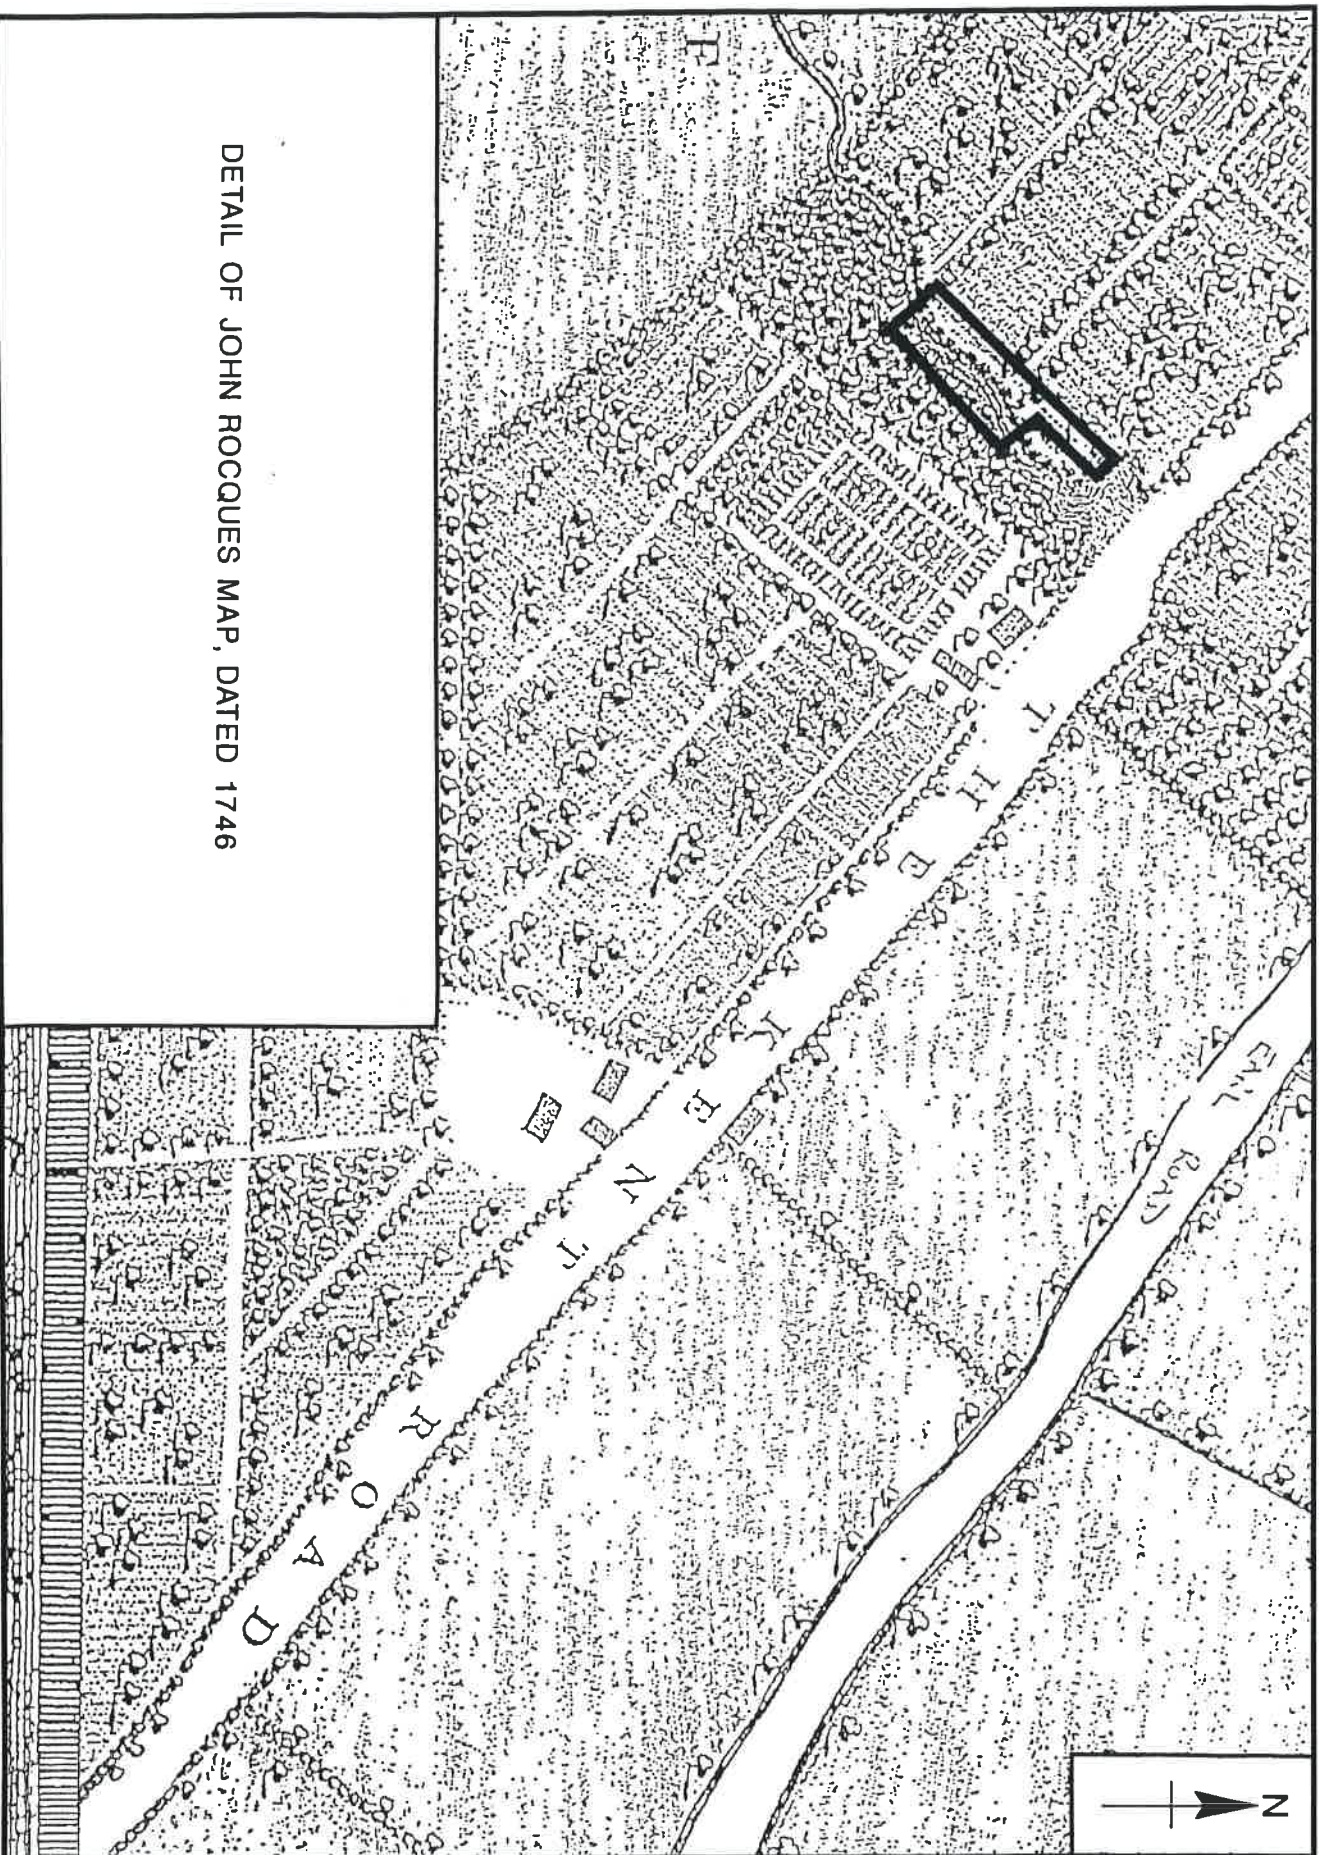 DETAIL OF JOHN ROCQUES MAP, DATED 1746
THE KENT ROAD
N
F